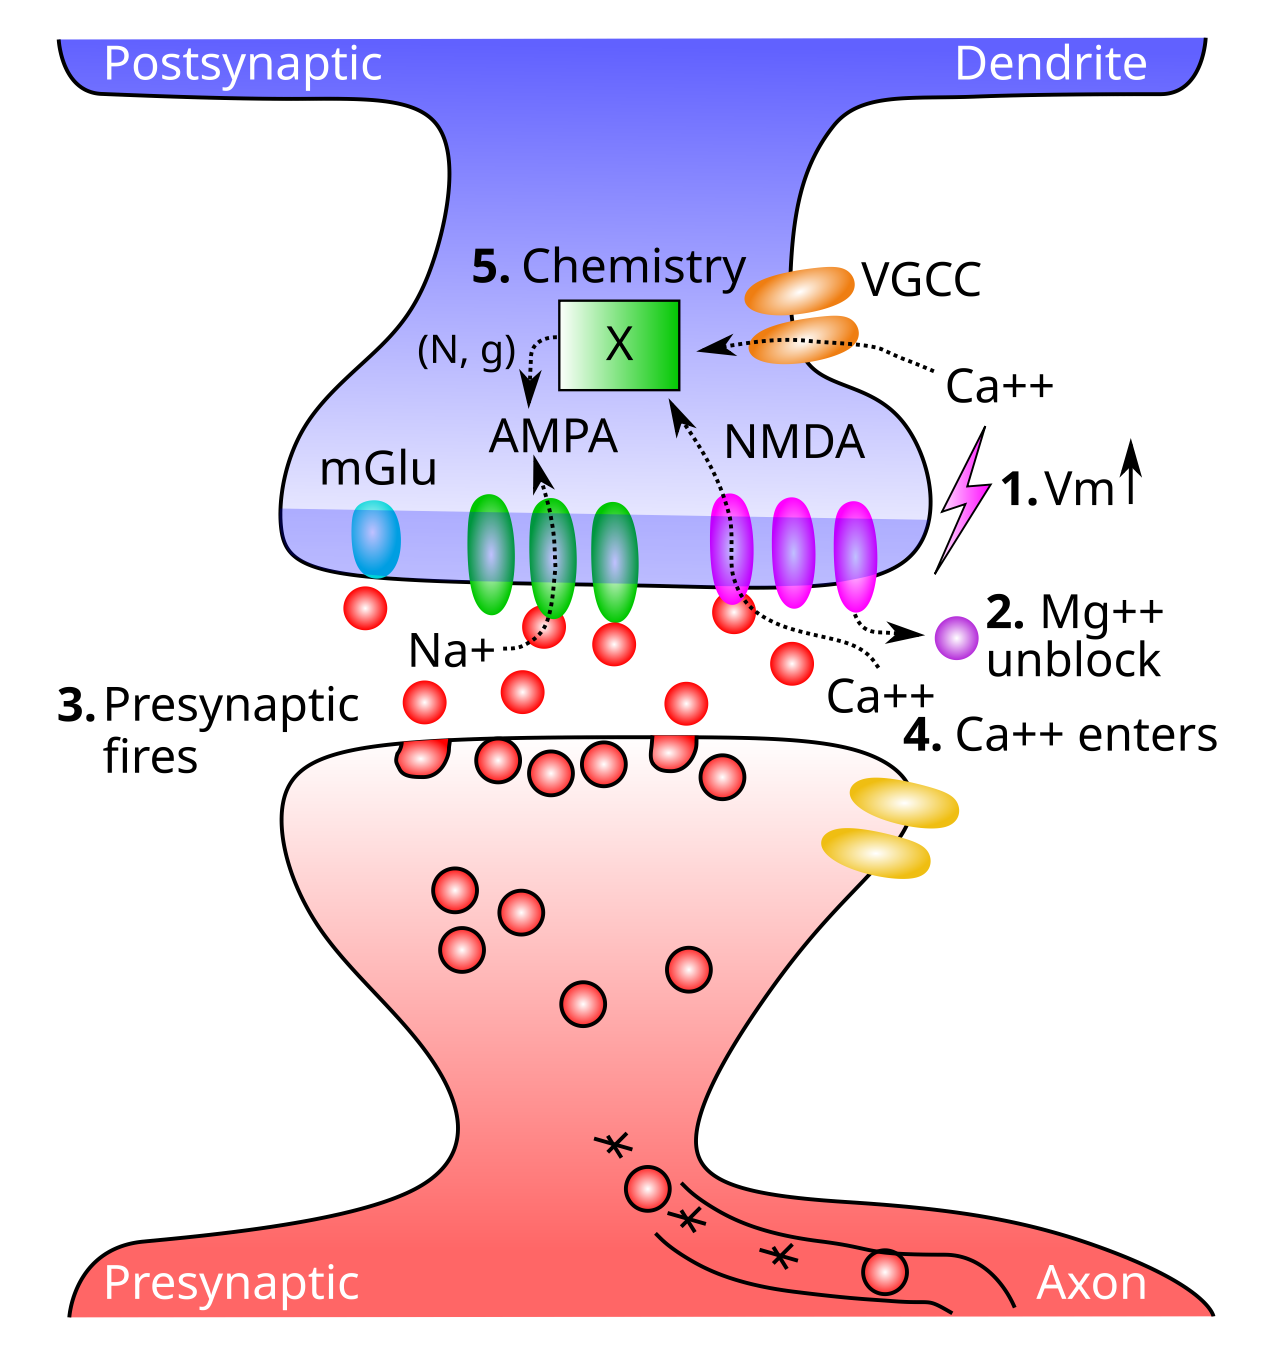 Postsynaptic
Dendrite
5. Chemistry
VGCC
X
(N, g)
Ca++
AMPA
NMDA
mGlu
1. Vm
2. Mg++
unblock
Na+
Ca++
3. Presynaptic
fires
4. Ca++ enters
Presynaptic
Axon